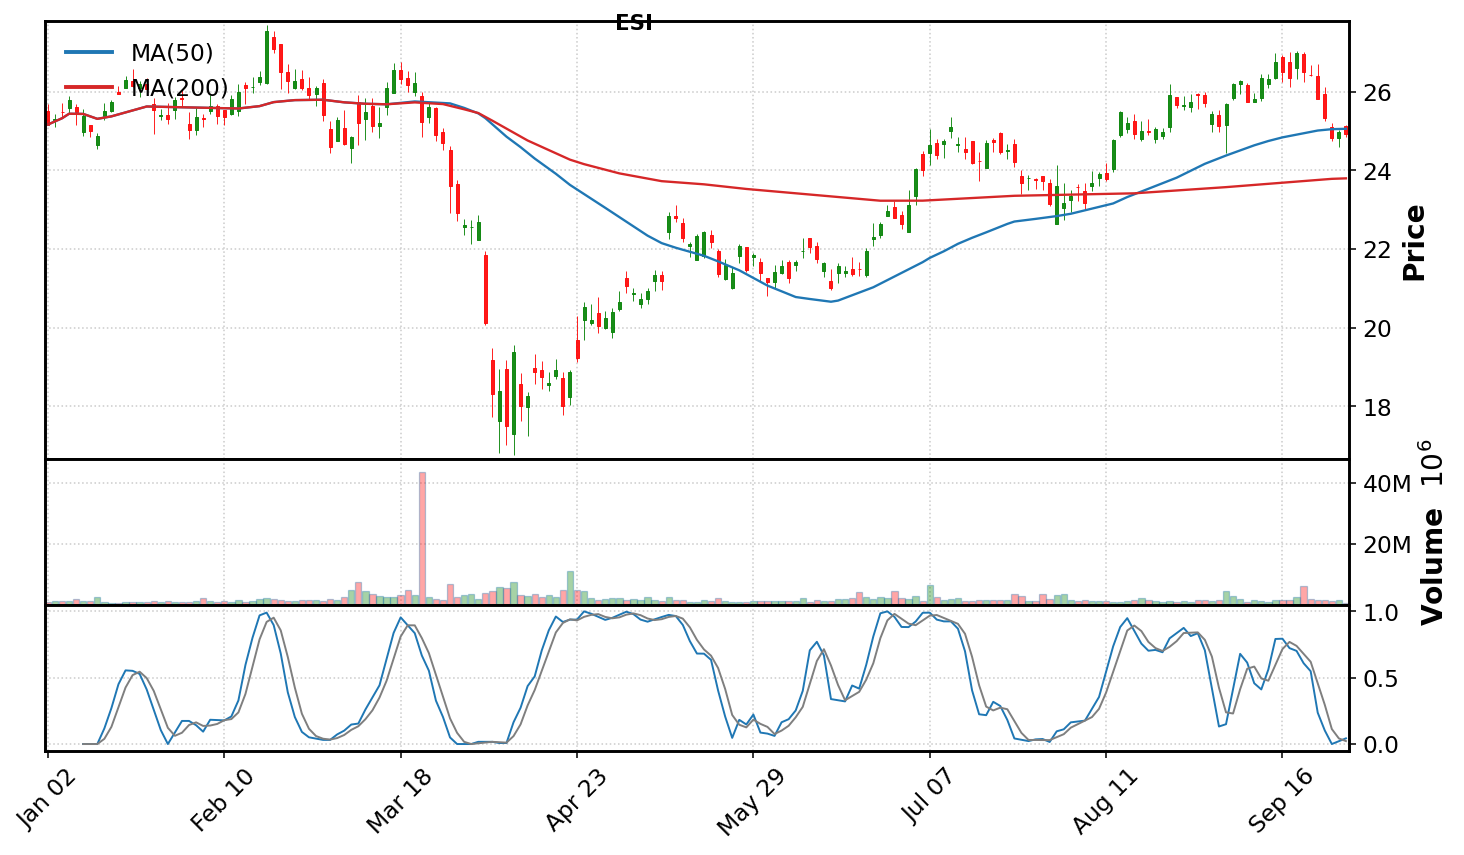 ESI
MA(50)
MA(200)
26
24
22
20
18
Price
40M
20M
Volume 10^6
1.0
0.5
0.0
Jan 02
Feb 10
Mar 18
Apr 23
May 29
Jul 07
Aug 11
Sep 16